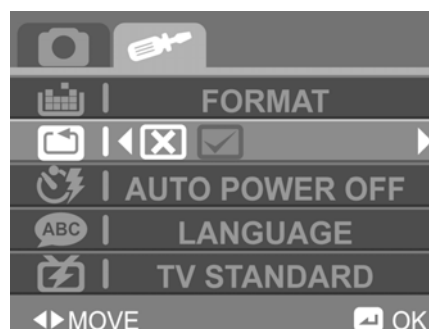 FORMAT
AUTO POWER OFF
ABC LANGUAGE
TV STANDARD
MOVE OK